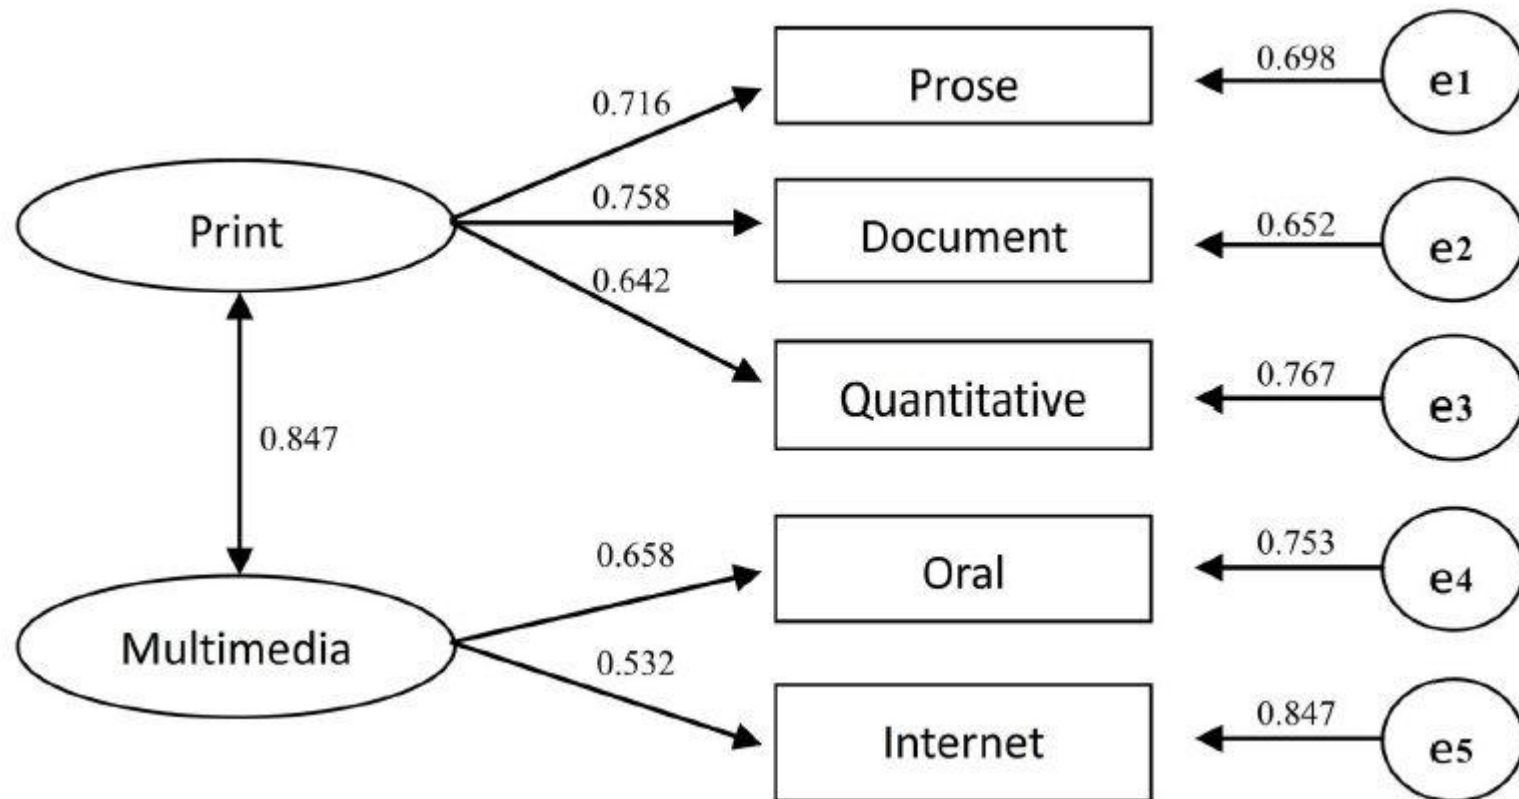 Prose
0.698
e1
0.716
Print
0.758
Document
0.652
e2
0.642
Quantitative
0.767
e3
0.847
Oral
0.753
e4
0.658
Multimedia
0.532
Internet
0.847
e5